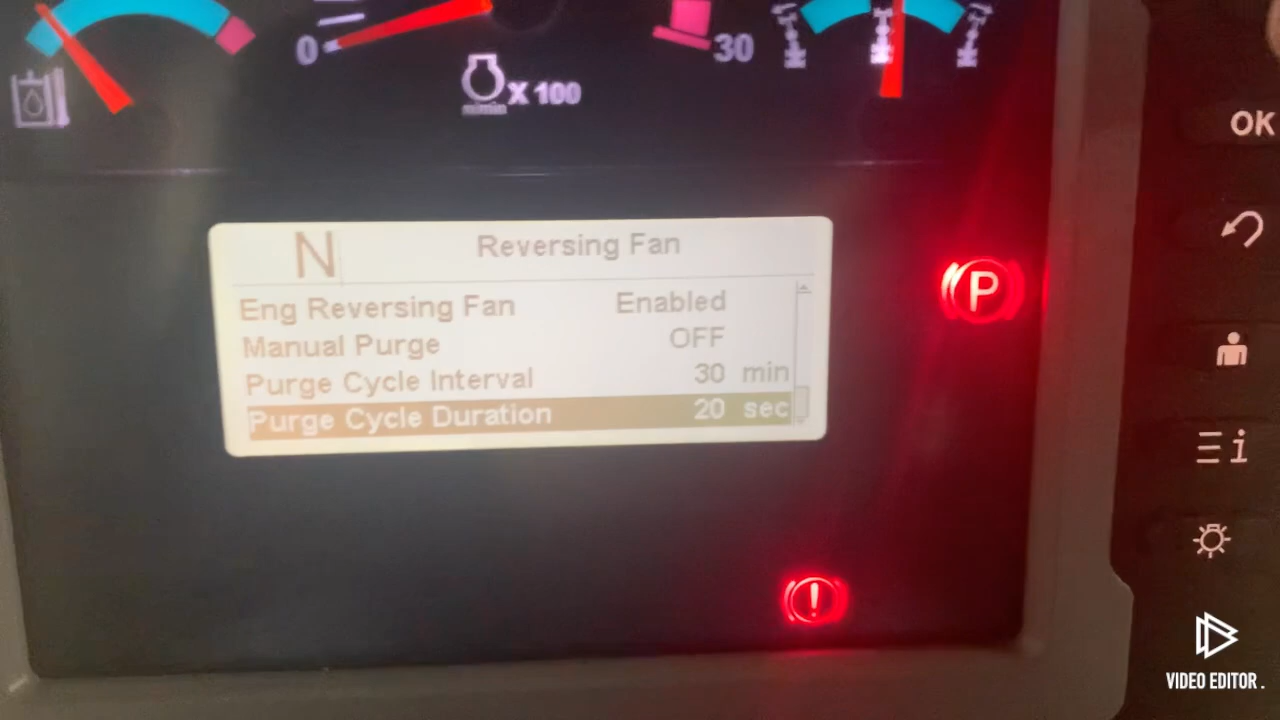 0
30
X 100
n/min
OK
N
Reversing Fan
Eng Reversing Fan Enabled
Manual Purge OFF
Purge Cycle Interval 30 min
Purge Cycle Duration 20 sec
P
!
i
VIDEO EDITOR .